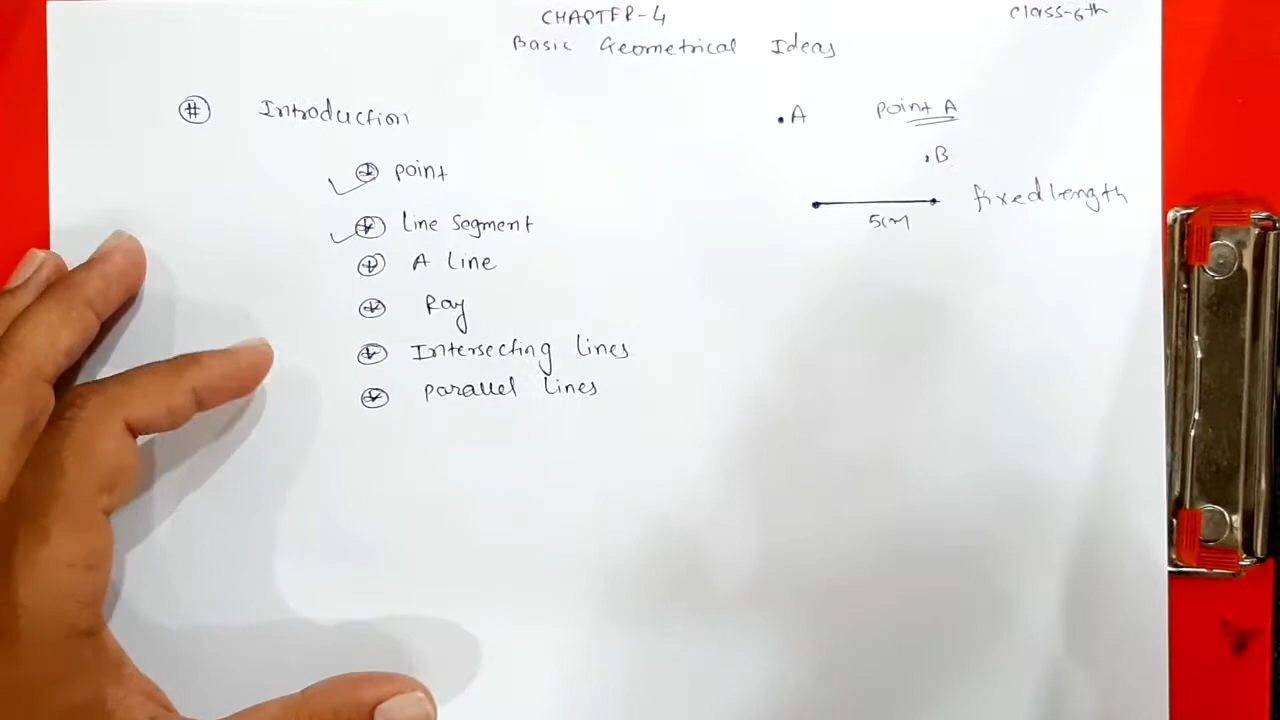 CHAPTER-4
Class-6th
Basic Geometrical Ideas
# Introduction
.A
point A
.B
point
Line Segment
fixed length
5cm
A Line
Ray
Intersecting lines
parallel lines